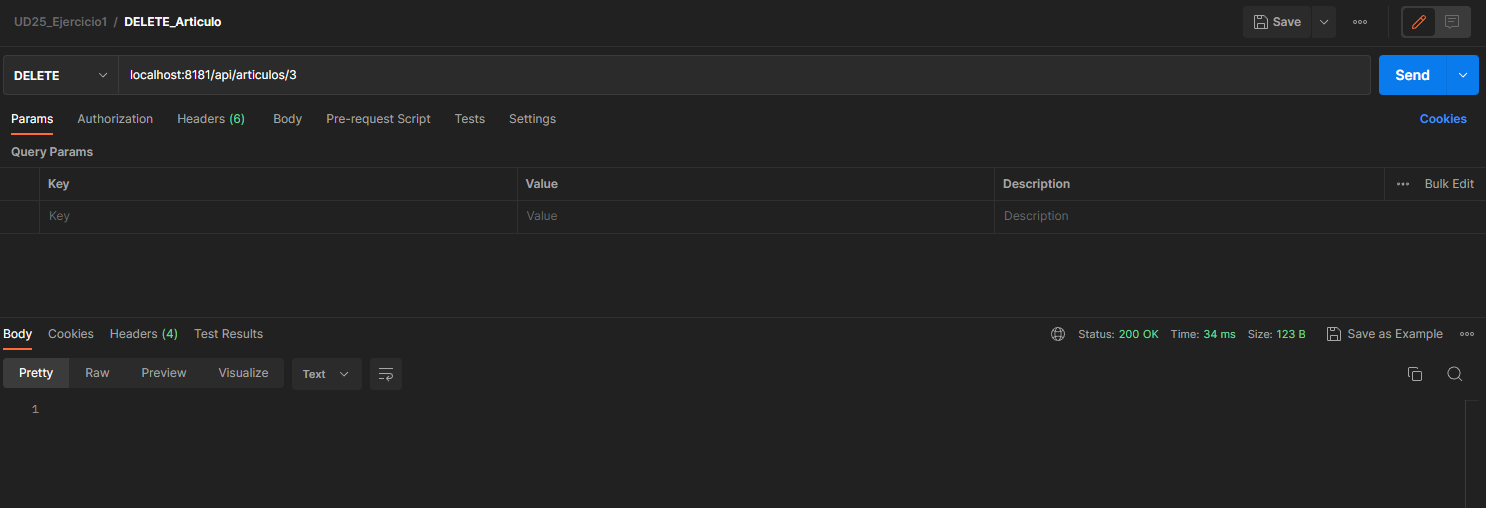 UD25_Ejercicio1 / DELETE_Articulo Save
DELETE localhost:8181/api/articulos/3 Send
Params Authorization Headers (6) Body Pre-request Script Tests Settings Cookies
Query Params
Key Value Description Bulk Edit
Key Value Description
Body Cookies Headers (4) Test Results Status: 200 OK Time: 34 ms Size: 123 B Save as Example
Pretty Raw Preview Visualize Text
1